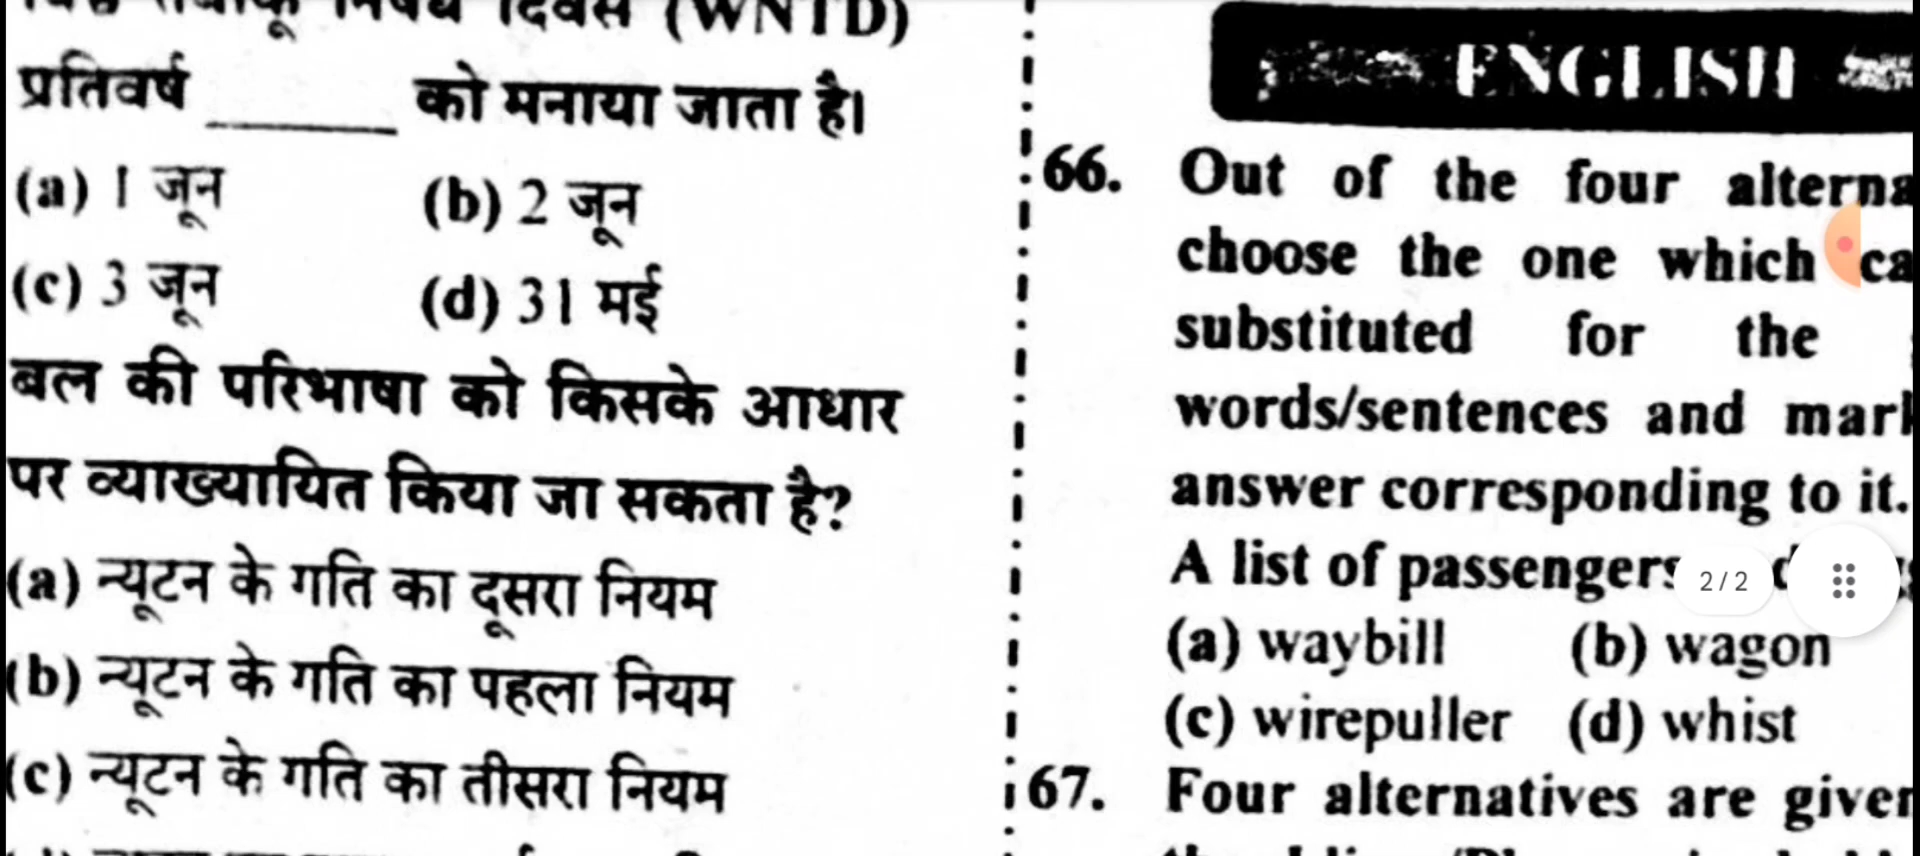 (WNTD)
प्रतिवर्ष ______ को मनाया जाता है।
(a) 1 जून (b) 2 जून
(c) 3 जून (d) 31 मई
बल की परिभाषा को किसके आधार
पर व्याख्यायित किया जा सकता है?
(a) न्यूटन के गति का दूसरा नियम
(b) न्यूटन के गति का पहला नियम
(c) न्यूटन के गति का तीसरा नियम
ENGLISH
66. Out of the four
choose the one which
substituted for the
words/sentences and
answer corresponding to it.
A list of passengers
2/2
(a) waybill (b) wagon
(c) wirepuller (d) whist
67. Four alternatives are